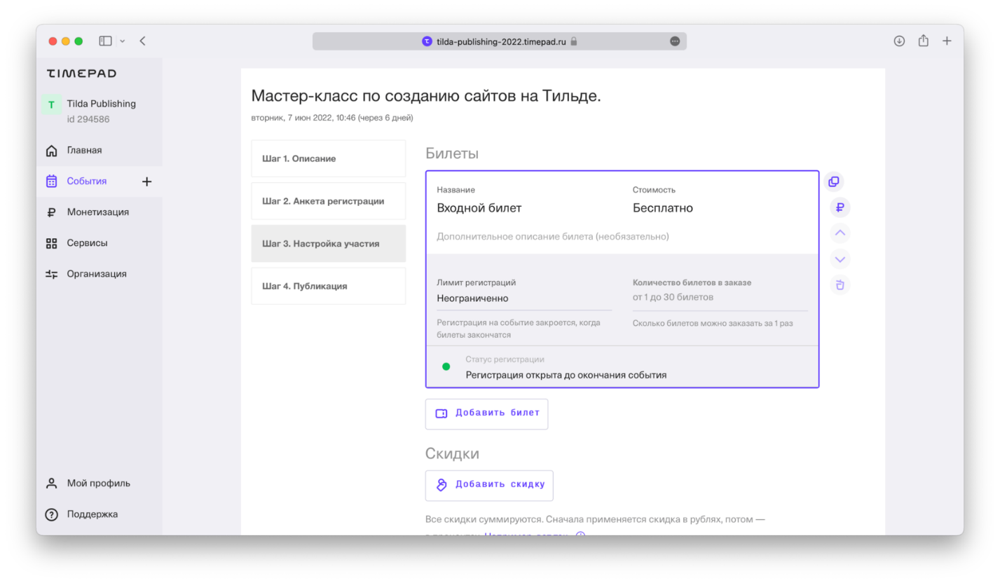 tilda-publishing-2022.timepad.ru
TIMEPAD
T
Tilda Publishing
id 294586
Главная
События
Монетизация
Сервисы
Организация
Мой профиль
Поддержка
Мастер-класс по созданию сайтов на Тильде.
вторник, 7 июн 2022, 10:46 (через 6 дней)
Шаг 1. Описание
Шаг 2. Анкета регистрации
Шаг 3. Настройка участия
Шаг 4. Публикация
Билеты
Название
Входной билет
Стоимость
Бесплатно
Дополнительное описание билета (необязательно)
Лимит регистраций
Неограниченно
Регистрация на событие закроется, когда
билеты закончатся
Количество билетов в заказе
от 1 до 30 билетов
Сколько билетов можно заказать за 1 раз
Статус регистрации
Регистрация открыта до окончания события
Добавить билет
Скидки
Добавить скидку
Все скидки суммируются. Сначала применяется скидка в рублях, потом —